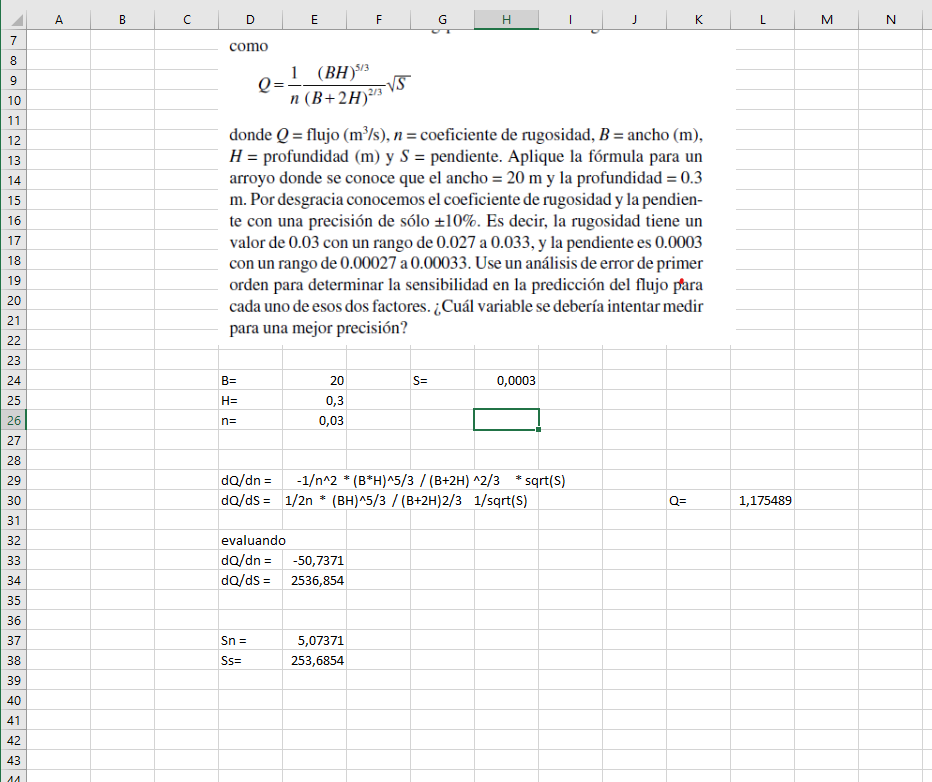 A B C D E F G H I J K L M N
7
como
8
9 Q = 1/n (BH)^5/3 / (B + 2H)^2/3 √S
10
11
12 donde Q = flujo (m³/s), n = coeficiente de rugosidad, B = ancho (m),
13 H = profundidad (m) y S = pendiente. Aplique la fórmula para un
14 arroyo donde se conoce que el ancho = 20 m y la profundidad = 0.3
15 m. Por desgracia conocemos el coeficiente de rugosidad y la pendien-
16 te con una precisión de sólo ±10%. Es decir, la rugosidad tiene un
17 valor de 0.03 con un rango de 0.027 a 0.033, y la pendiente es 0.0003
18 con un rango de 0.00027 a 0.00033. Use un análisis de error de primer
19 orden para determinar la sensibilidad en la predicción del flujo para
20 cada uno de esos dos factores. ¿Cuál variable se debería intentar medir
21 para una mejor precisión?
22
23
24 B= 20 S= 0,0003
25 H= 0,3
26 n= 0,03
27
28
29 dQ/dn = -1/n^2 * (B*H)^5/3 / (B+2H) ^2/3 * sqrt(S)
30 dQ/dS = 1/2n * (BH)^5/3 / (B+2H)2/3 1/sqrt(S) Q= 1,175489
31
32 evaluando
33 dQ/dn = -50,7371
34 dQ/dS = 2536,854
35
36
37 Sn = 5,07371
38 Ss= 253,6854
39
40
41
42
43
44